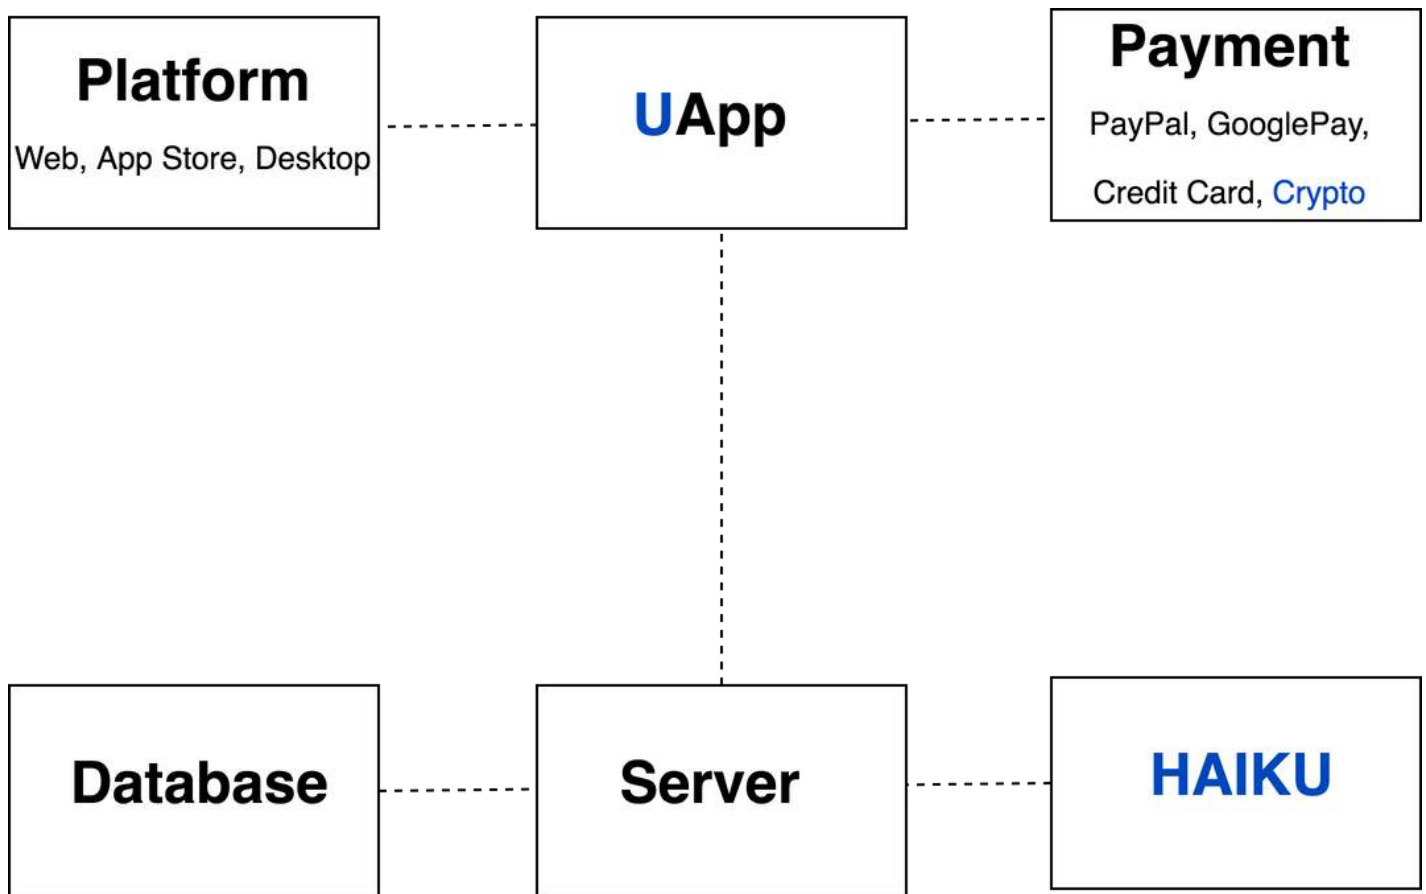 Platform
Web, App Store, Desktop
UApp
Payment
PayPal, GooglePay,
Credit Card, Crypto
Database
Server
HAIKU